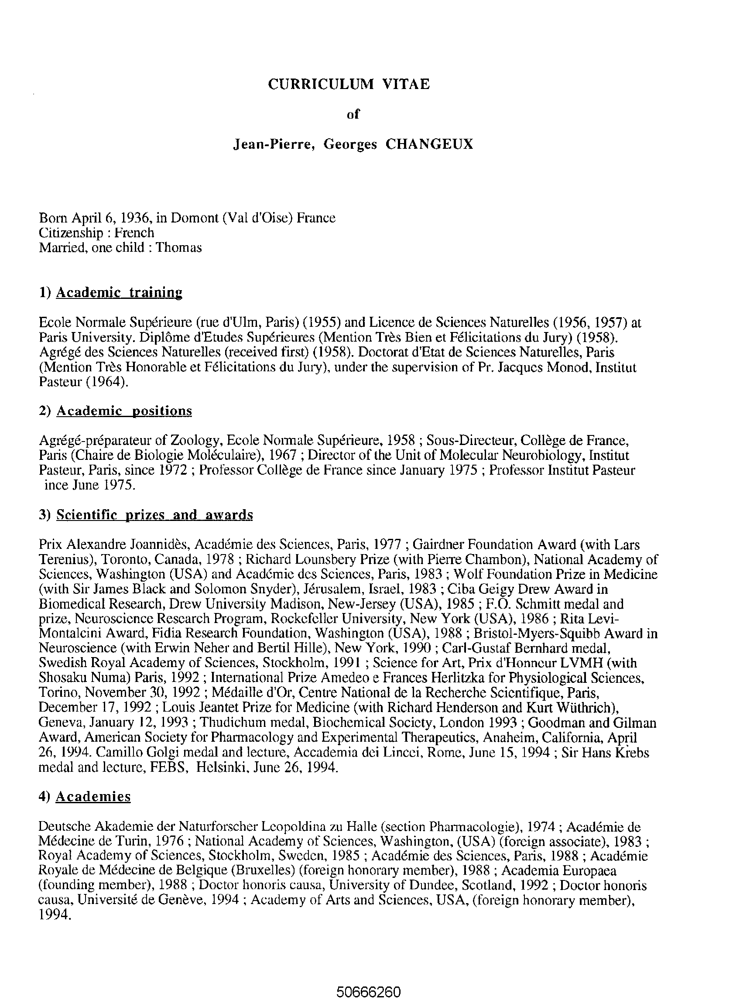 CURRICULUM VITAE
of
Jean-Pierre, Georges CHANGEUX
Born April 6, 1936, in Domont (Val d'Oise) France
Citizenship : French
Married, one child : Thomas
1) Academic training
Ecole Normale Supérieure (rue d'Ulm, Paris) (1955) and Licence de Sciences Naturelles (1956, 1957) at
Paris University. Diplôme d'Etudes Supérieures (Mention Très Bien et Félicitations du Jury) (1958).
Agrégé des Sciences Naturelles (received first) (1958). Doctorat d'Etat de Sciences Naturelles, Paris
(Mention Très Honorable et Félicitations du Jury), under the supervision of Pr. Jacques Monod, Institut
Pasteur (1964).
2) Academic positions
Agrégé-préparateur of Zoology, Ecole Normale Supérieure, 1958 ; Sous-Directeur, Collège de France,
Paris (Chaire de Biologie Moléculaire), 1967 ; Director of the Unit of Molecular Neurobiology, Institut
Pasteur, Paris, since 1972 ; Professor Collège de France since January 1975 ; Professor Institut Pasteur
ince June 1975.
3) Scientific prizes and awards
Prix Alexandre Joannidès, Académie des Sciences, Paris, 1977 ; Gairdner Foundation Award (with Lars
Terenius), Toronto, Canada, 1978 ; Richard Lounsbery Prize (with Pierre Chambon), National Academy of
Sciences, Washington (USA) and Académie des Sciences, Paris, 1983 ; Wolf Foundation Prize in Medicine
(with Sir James Black and Solomon Snyder), Jérusalem, Israel, 1983 ; Ciba Geigy Drew Award in
Biomedical Research, Drew University Madison, New-Jersey (USA), 1985 ; F.O. Schmitt medal and
prize, Neuroscience Research Program, Rockefeller University, New York (USA), 1986 ; Rita Levi-
Montalcini Award, Fidia Research Foundation, Washington (USA), 1988 ; Bristol-Myers-Squibb Award in
Neuroscience (with Erwin Neher and Bertil Hille), New York, 1990 ; Carl-Gustaf Bernhard medal,
Swedish Royal Academy of Sciences, Stockholm, 1991 ; Science for Art, Prix d'Honneur LVMH (with
Shosaku Numa) Paris, 1992 ; International Prize Amedeo e Frances Herlitzka for Physiological Sciences,
Torino, November 30, 1992 ; Médaille d'Or, Centre National de la Recherche Scientifique, Paris,
December 17, 1992 ; Louis Jeantet Prize for Medicine (with Richard Henderson and Kurt Wüthrich),
Geneva, January 12, 1993 ; Thudichum medal, Biochemical Society, London 1993 ; Goodman and Gilman
Award, American Society for Pharmacology and Experimental Therapeutics, Anaheim, California, April
26, 1994. Camillo Golgi medal and lecture, Accademia dei Lincei, Rome, June 15, 1994 ; Sir Hans Krebs
medal and lecture, FEBS, Helsinki, June 26, 1994.
4) Academies
Deutsche Akademie der Naturforscher Leopoldina zu Halle (section Pharmacologie), 1974 ; Académie de
Médecine de Turin, 1976 ; National Academy of Sciences, Washington, (USA) (foreign associate), 1983 ;
Royal Academy of Sciences, Stockholm, Sweden, 1985 ; Académie des Sciences, Paris, 1988 ; Académie
Royale de Médecine de Belgique (Bruxelles) (foreign honorary member), 1988 ; Academia Europaea
(founding member), 1988 ; Doctor honoris causa, University of Dundee, Scotland, 1992 ; Doctor honoris
causa, Université de Genève, 1994 ; Academy of Arts and Sciences, USA, (foreign honorary member),
1994.
50666260